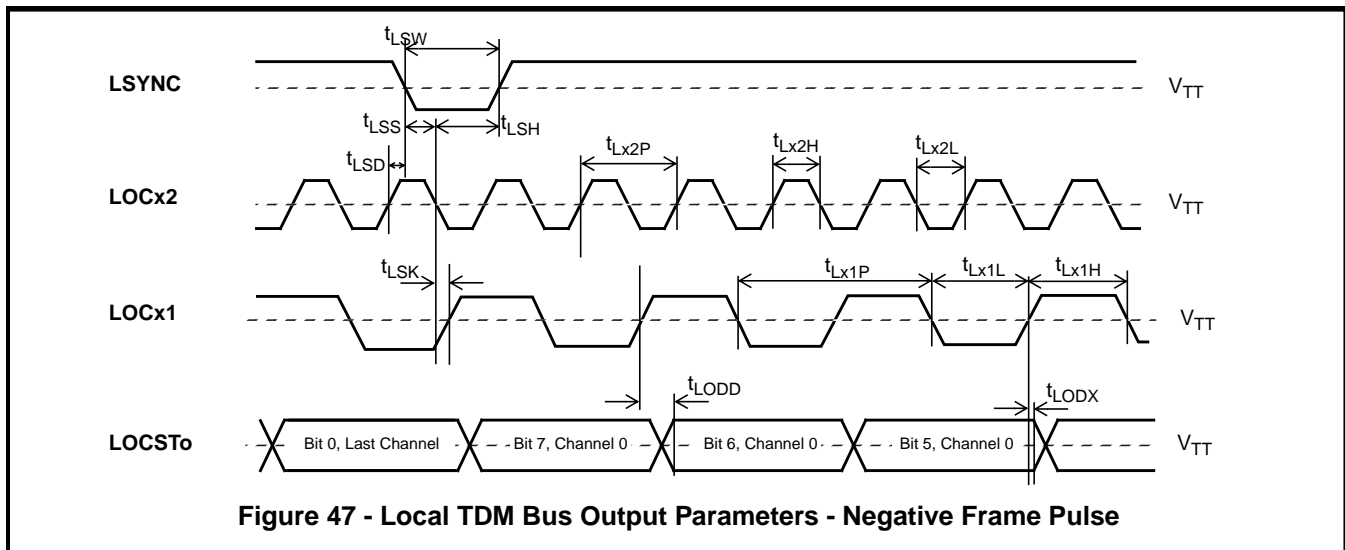 tLSW
LSYNC
VTT
tLSS
tLSH
tLSD
tLx2P
tLx2H
tLx2L
LOCx2
VTT
tLSK
tLx1P
tLx1L
tLx1H
LOCx1
VTT
tLODD
tLODX
LOCSTo
Bit 0, Last Channel
Bit 7, Channel 0
Bit 6, Channel 0
Bit 5, Channel 0
VTT
Figure 47 - Local TDM Bus Output Parameters - Negative Frame Pulse